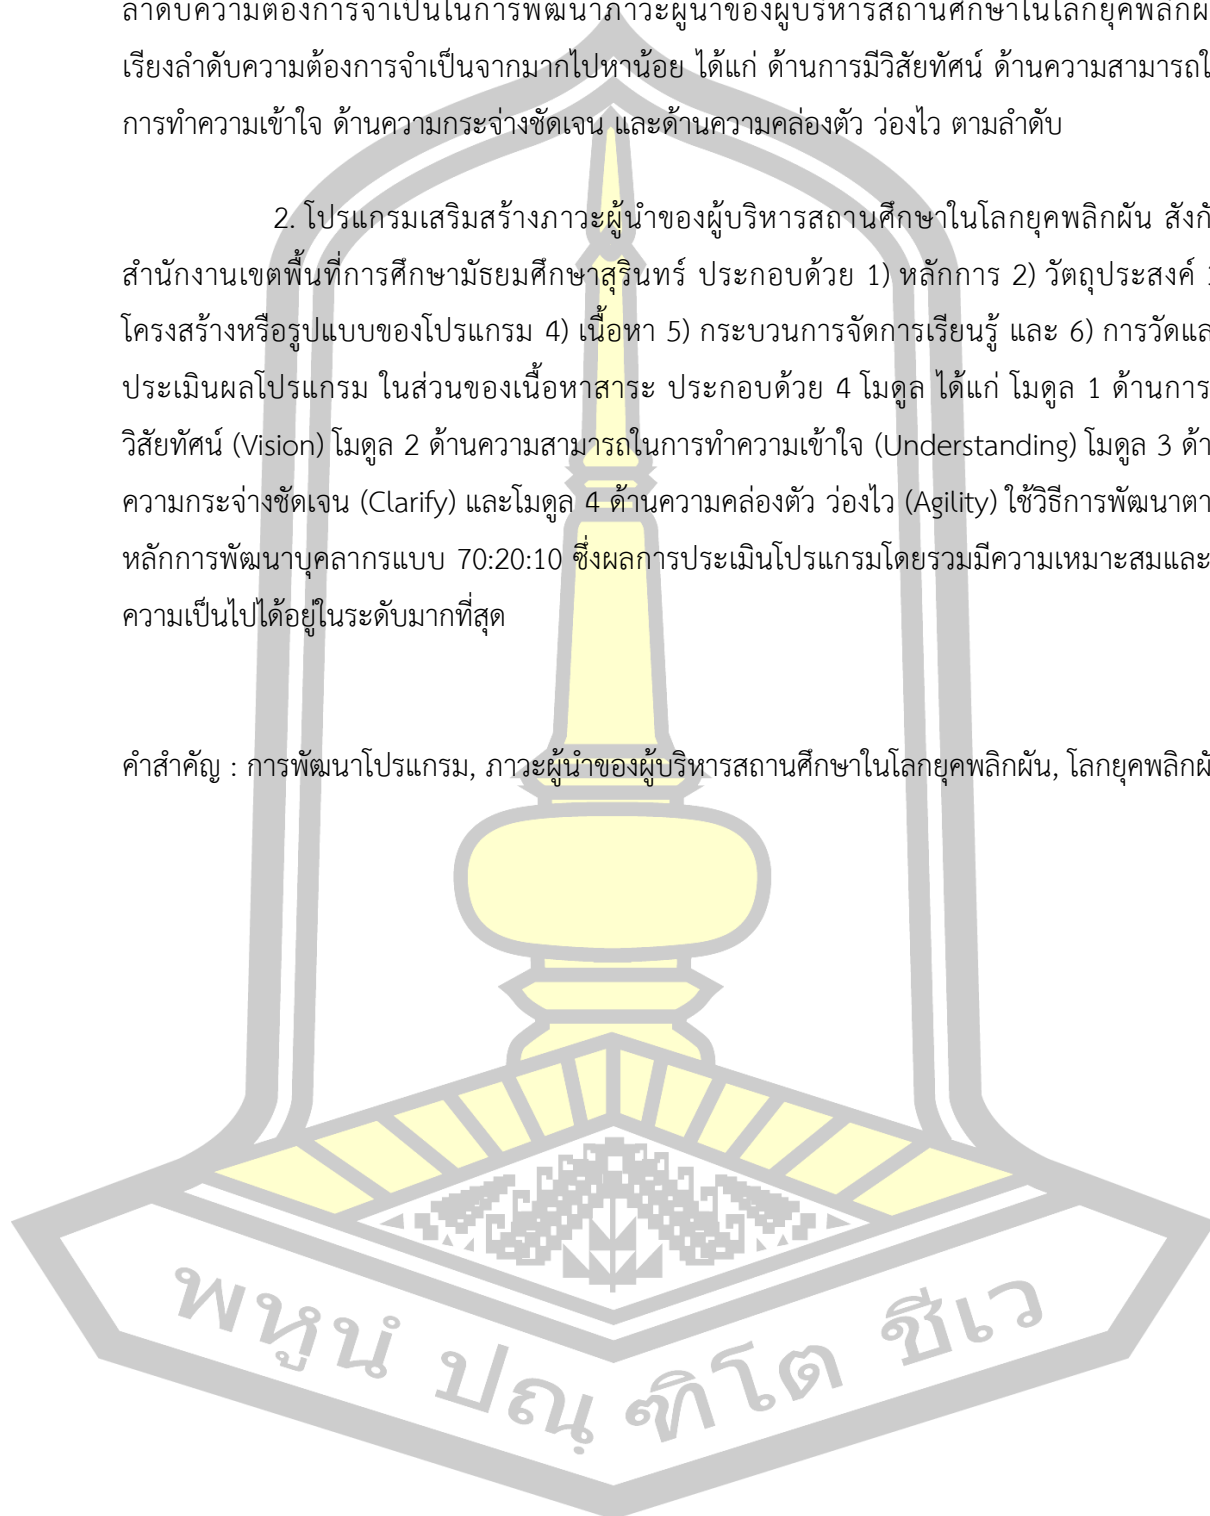 ลำดับความต้องการจำเป็นในการพัฒนาภาวะผู้นำของผู้บริหารสถานศึกษาในโลกยุคพลิกผ
เรียงลำดับความต้องการจำเป็นจากมากไปหาน้อย ได้แก่ ด้านการมีวิสัยทัศน์ ด้านความสามารถใ
การทำความเข้าใจ ด้านความกระจ่างชัดเจน และด้านความคล่องตัว ว่องไว ตามลำดับ
2. โปรแกรมเสริมสร้างภาวะผู้นำของผู้บริหารสถานศึกษาในโลกยุคพลิกผัน สังกั
สำนักงานเขตพื้นที่การศึกษามัธยมศึกษาสุรินทร์ ประกอบด้วย 1) หลักการ 2) วัตถุประสงค์
โครงสร้างหรือรูปแบบของโปรแกรม 4) เนื้อหา 5) กระบวนการจัดการเรียนรู้ และ 6) การวัดแล
ประเมินผลโปรแกรม ในส่วนของเนื้อหาสาระ ประกอบด้วย 4 โมดูล ได้แก่ โมดูล 1 ด้านการ
วิสัยทัศน์ (Vision) โมดูล 2 ด้านความสามารถในการทำความเข้าใจ (Understanding) โมดูล 3 ด้า
ความกระจ่างชัดเจน (Clarify) และโมดูล 4 ด้านความคล่องตัว ว่องไว (Agility) ใช้วิธีการพัฒนาตา
หลักการพัฒนาบุคลากรแบบ 70:20:10 ซึ่งผลการประเมินโปรแกรมโดยรวมมีความเหมาะสมและ
ความเป็นไปได้อยู่ในระดับมากที่สุด
คำสำคัญ : การพัฒนาโปรแกรม, ภาวะผู้นำของผู้บริหารสถานศึกษาในโลกยุคพลิกผัน, โลกยุคพลิกผั
พหูนํ ปณฺฑิโต ชีเว